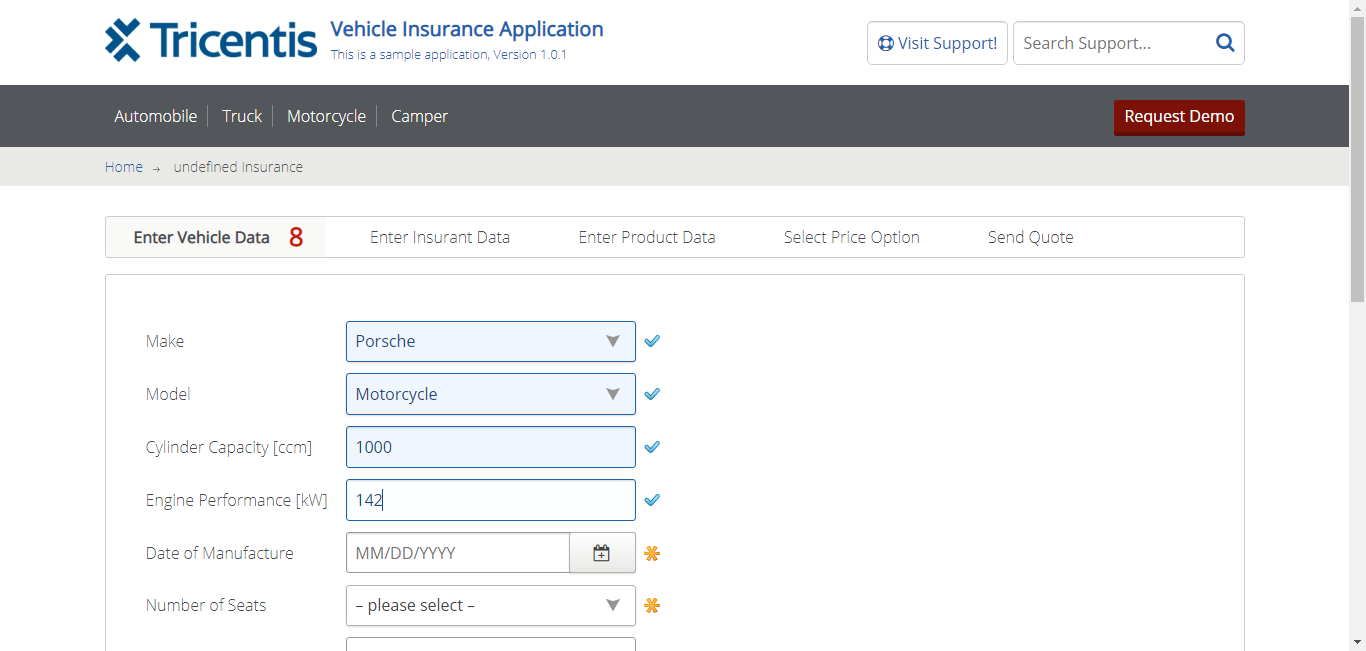 Tricentis
Vehicle Insurance Application
This is a sample application, Version 1.0.1
Visit Support!
Search Support...
Automobile
Truck
Motorcycle
Camper
Request Demo
Home → undefined Insurance
Enter Vehicle Data 8
Enter Insurant Data
Enter Product Data
Select Price Option
Send Quote
Make
Porsche
Model
Motorcycle
Cylinder Capacity [ccm]
1000
Engine Performance [kW]
142
Date of Manufacture
MM/DD/YYYY
Number of Seats
– please select –